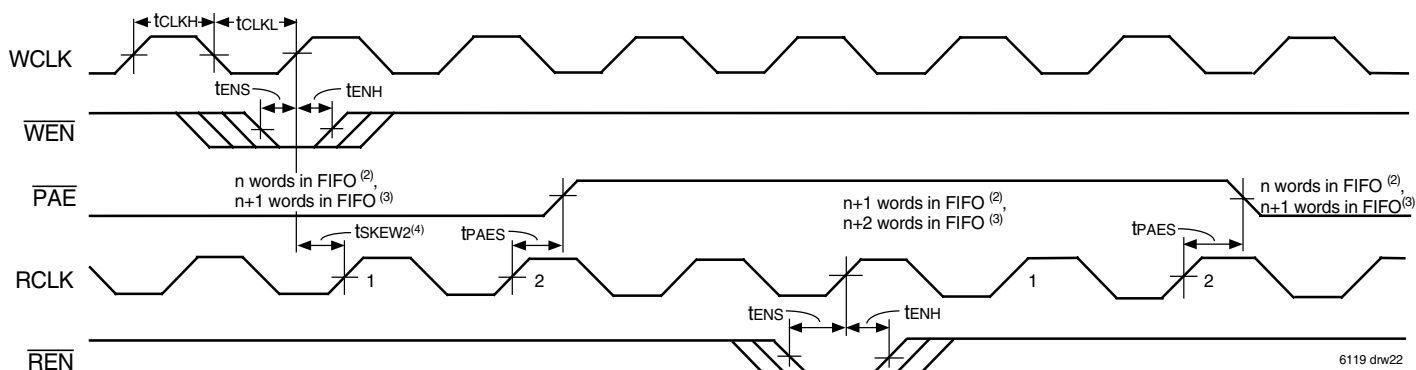 tCLKH
tCLKL
WCLK
tENS
tENH
WEN
n words in FIFO (2),
n+1 words in FIFO (3)
PAE
n+1 words in FIFO (2),
n+2 words in FIFO (3)
n words in FIFO (2),
n+1 words in FIFO(3)
tSKEW2(4)
tPAES
tPAES
RCLK
1
2
1
2
tENS
tENH
REN
6119 drw22